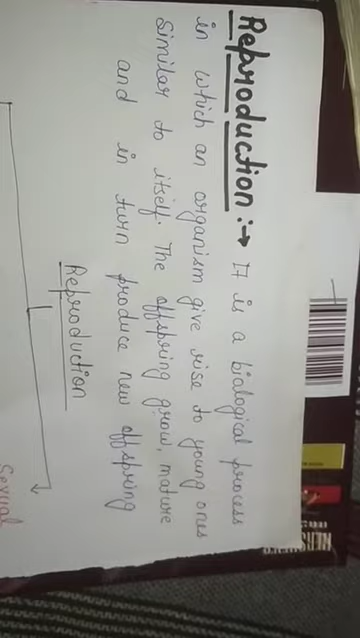 Reproduction :→ It is a biological process
in which an organism give rise to young ones
similar to itself. The offspring grow, mature
and in turn produce new offspring
Reproduction
Sexual